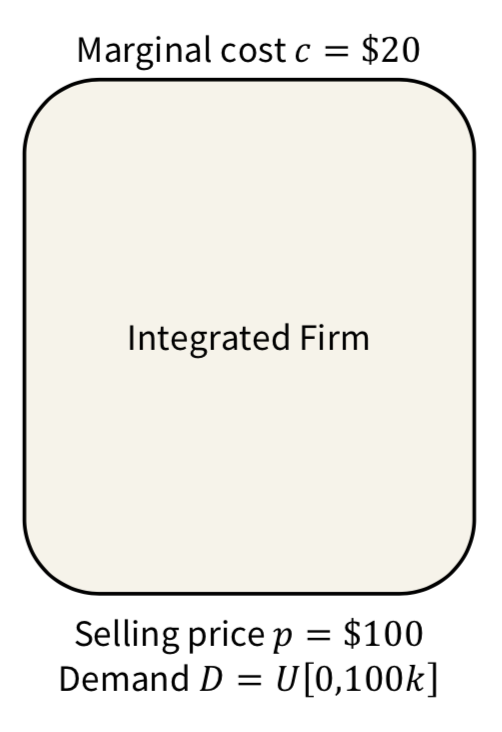 Marginal cost c = $20
Integrated Firm
Selling price p = $100
Demand D = U[0,100k]